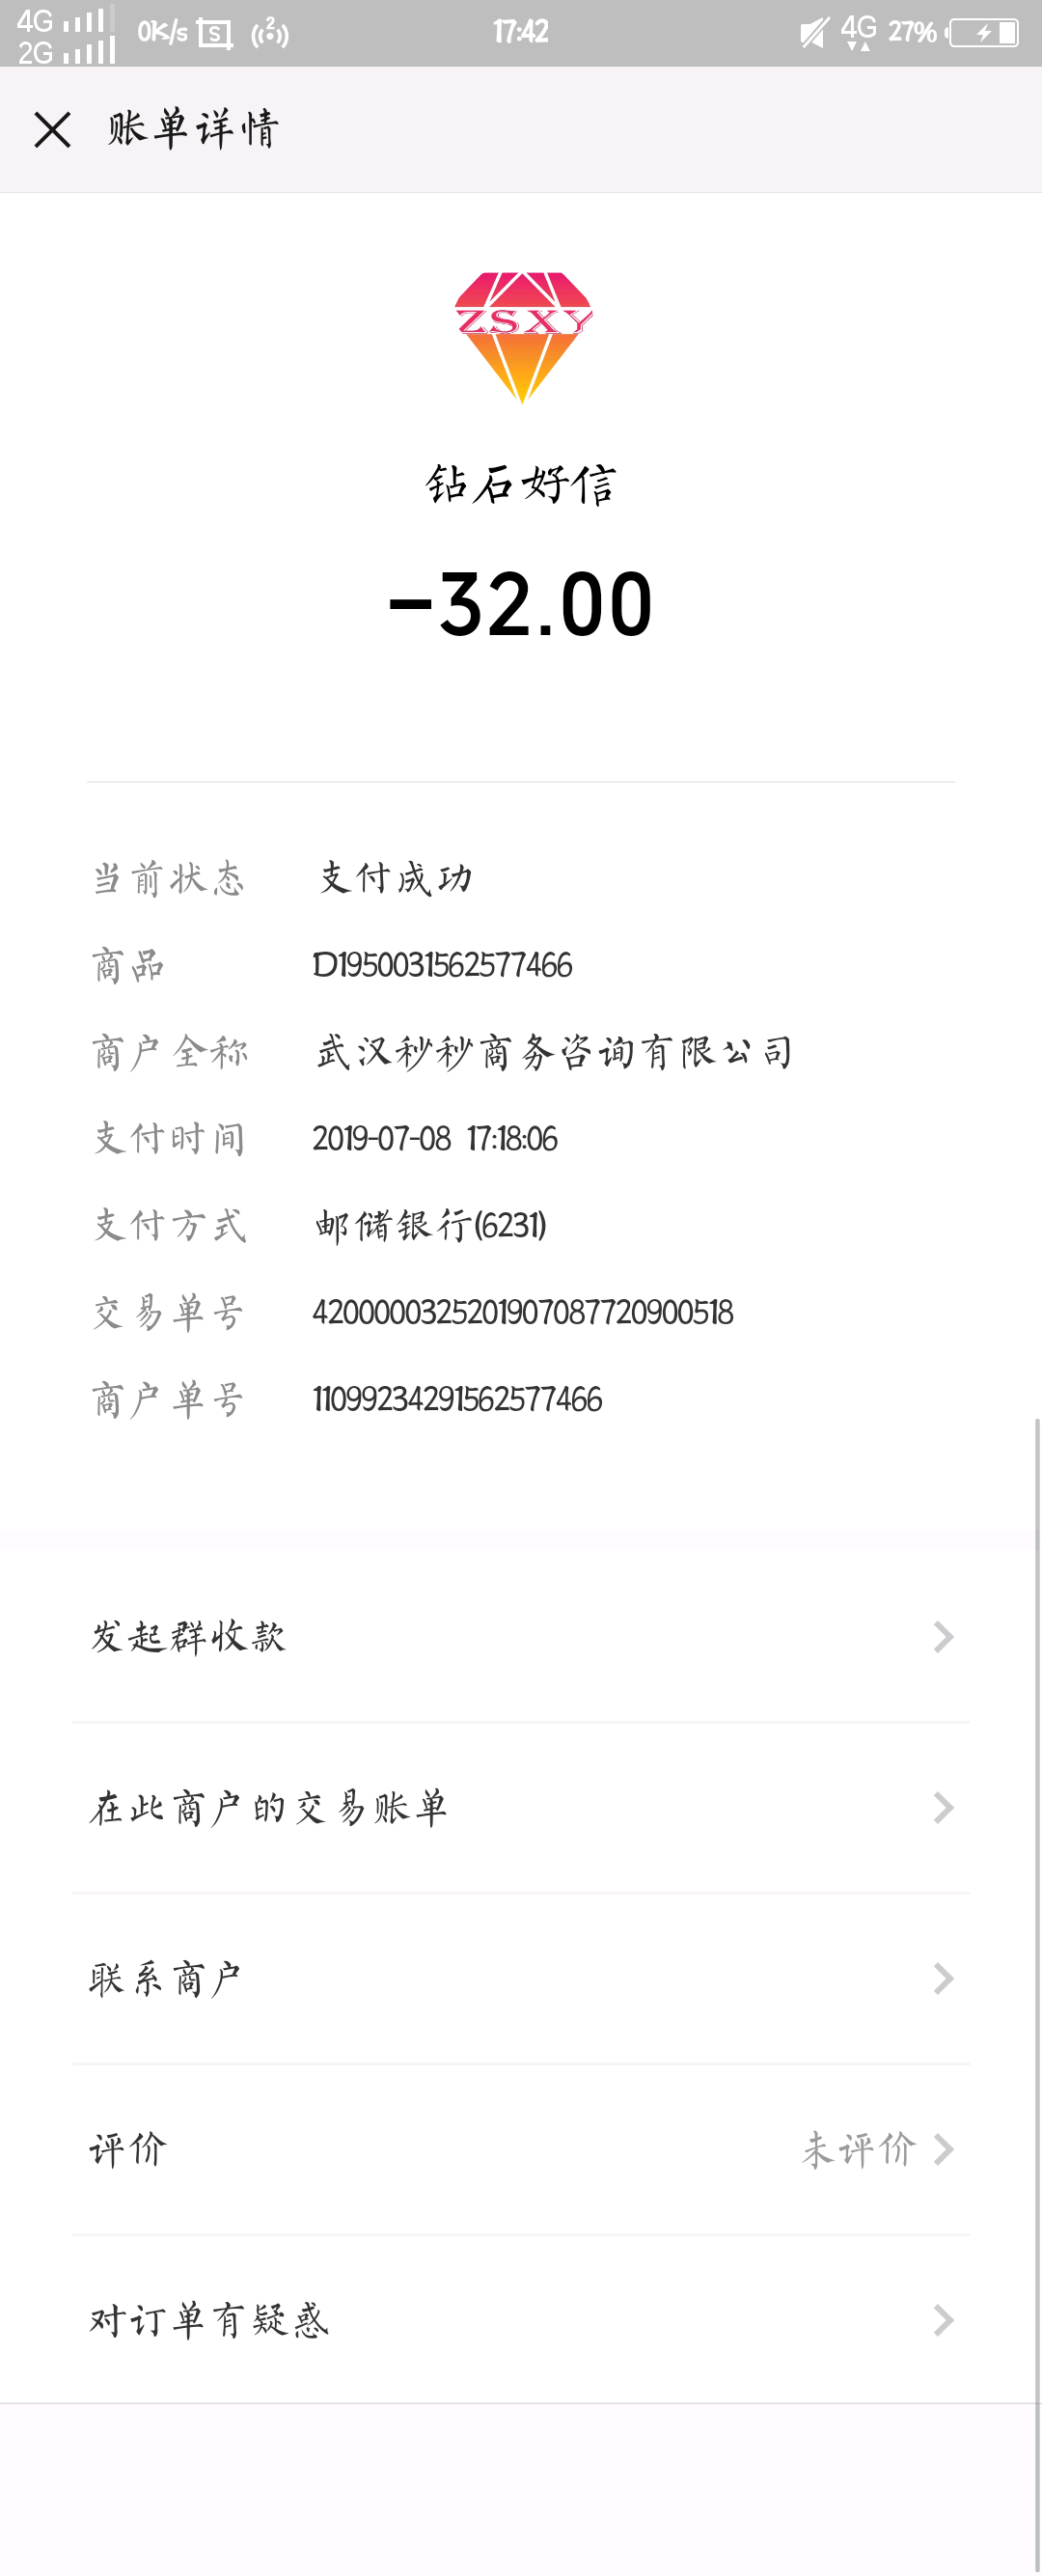 4G
2G
0K/s
2
17:42
4G
27%
账单详情
ZSXY
钻石好信
-32.00
当前状态 支付成功
商品 D1950031562577466
商户全称 武汉秒秒商务咨询有限公司
支付时间 2019-07-08 17:18:06
支付方式 邮储银行(6231)
交易单号 4200000325201907087720900518
商户单号 11099234291562577466
发起群收款
在此商户的交易账单
联系商户
评价 未评价
对订单有疑惑